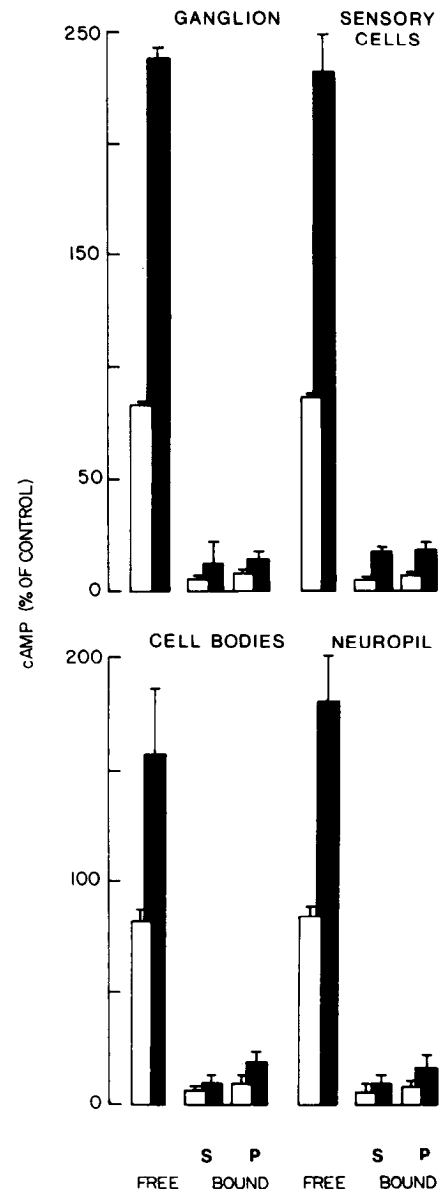 GANGLION
SENSORY
CELLS
250
150
50
0
cAMP (% OF CONTROL)
CELL BODIES
NEUROPIL
200
100
0
S P S P
FREE BOUND FREE BOUND